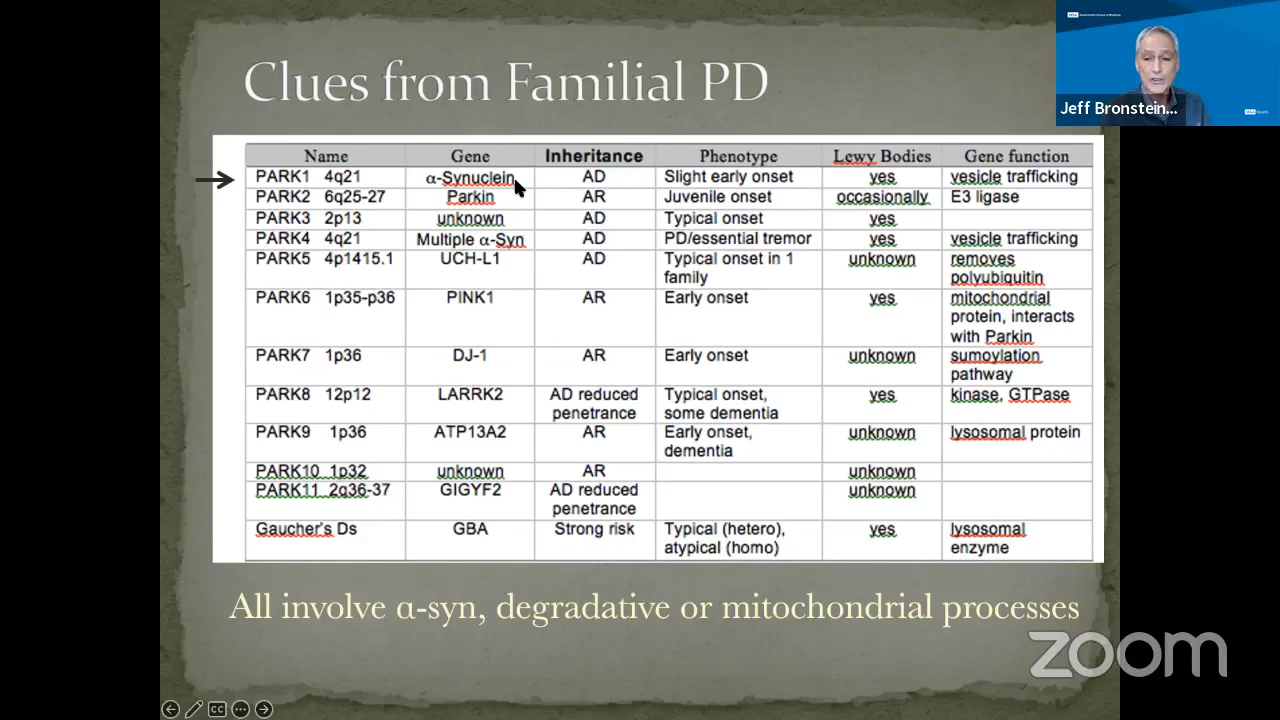 Clues from Familial PD
Jeff Bronstein...
Name Gene Inheritance Phenotype Lewy Bodies Gene function
PARK1 4q21 α-Synuclein AD Slight early onset yes vesicle trafficking
PARK2 6q25-27 Parkin AR Juvenile onset occasionally E3 ligase
PARK3 2p13 unknown AD Typical onset yes
PARK4 4q21 Multiple α-Syn AD PD/essential tremor yes vesicle trafficking
PARK5 4p1415.1 UCH-L1 AD Typical onset in 1 unknown removes
family polyubiquitin
PARK6 1p35-p36 PINK1 AR Early onset yes mitochondrial
protein, interacts
with Parkin
PARK7 1p36 DJ-1 AR Early onset unknown sumoylation
pathway
PARK8 12p12 LARRK2 AD reduced Typical onset, yes kinase, GTPase
penetrance some dementia
PARK9 1p36 ATP13A2 AR Early onset, unknown lysosomal protein
dementia
PARK10 1p32 unknown AR unknown
PARK11 2q36-37 GIGYF2 AD reduced unknown
penetrance
Gaucher's Ds GBA Strong risk Typical (hetero), yes lysosomal
atypical (homo) enzyme
All involve α-syn, degradative or mitochondrial processes
zoom
CC